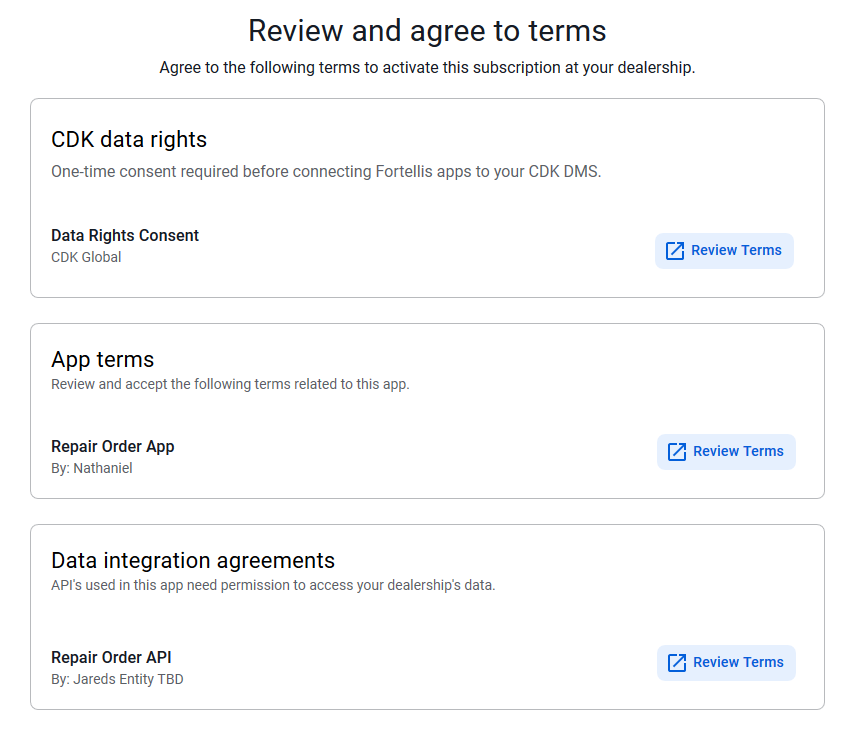 Review and agree to terms
Agree to the following terms to activate this subscription at your dealership.
CDK data rights
One-time consent required before connecting Fortellis apps to your CDK DMS.
Data Rights Consent
CDK Global
Review Terms
App terms
Review and accept the following terms related to this app.
Repair Order App
By: Nathaniel
Review Terms
Data integration agreements
API's used in this app need permission to access your dealership's data.
Repair Order API
By: Jareds Entity TBD
Review Terms